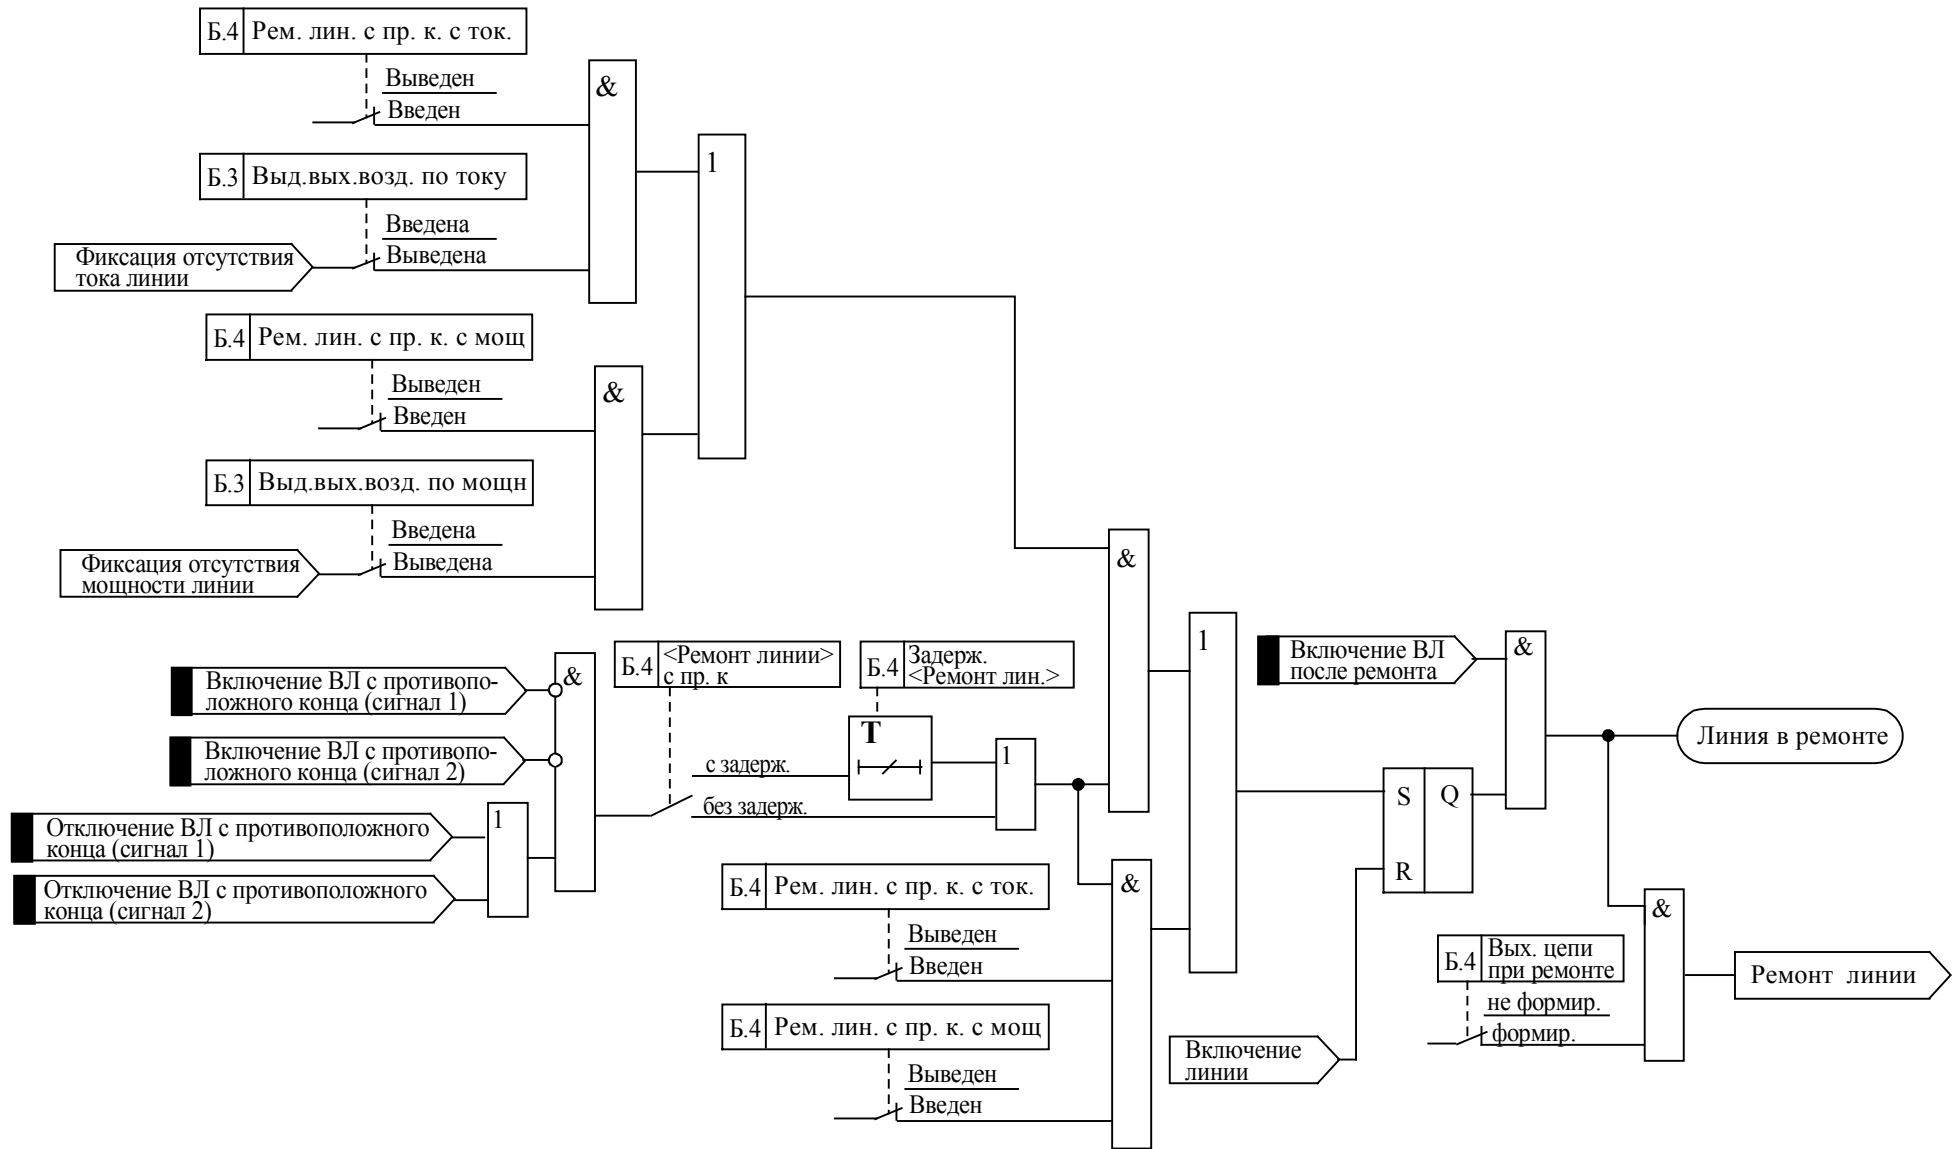 Б.4 Рем. лин. с пр. к. с ток.
Выведен
Введен
&
1
Б.3 Выд.вых.возд. по току
Введена
Выведена
Фиксация отсутствия
тока линии
Б.4 Рем. лин. с пр. к. с мощ
Выведен
Введен
&
Б.3 Выд.вых.возд. по мощн
Введена
Выведена
Фиксация отсутствия
мощности линии
&
1
Включение ВЛ с противопо-
ложного конца (сигнал 1)
Включение ВЛ с противопо-
ложного конца (сигнал 2)
Отключение ВЛ с противоположного
конца (сигнал 1)
Отключение ВЛ с противоположного
конца (сигнал 2)
1
&
Б.4 <Ремонт линии>
с пр. к
Б.4 Задерж.
<Ремонт лин.>
T
с задерж.
без задерж.
1
Б.4 Рем. лин. с пр. к. с ток.
Выведен
Введен
&
Б.4 Рем. лин. с пр. к. с мощ
Выведен
Введен
Включение ВЛ
после ремонта
&
S Q
R
Включение
линии
Линия в ремонте
Б.4 Вых. цепи
при ремонте
не формир.
формир.
&
Ремонт линии